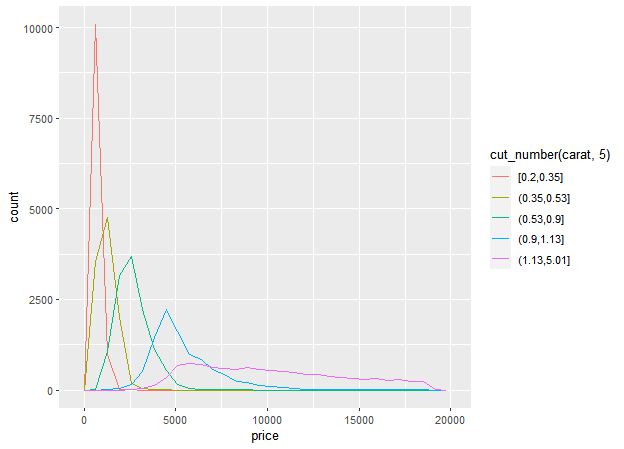 10000
7500
5000
2500
0
count
0 5000 10000 15000 20000
price
cut_number(carat, 5)
[0.2,0.35]
(0.35,0.53]
(0.53,0.9]
(0.9,1.13]
(1.13,5.01]